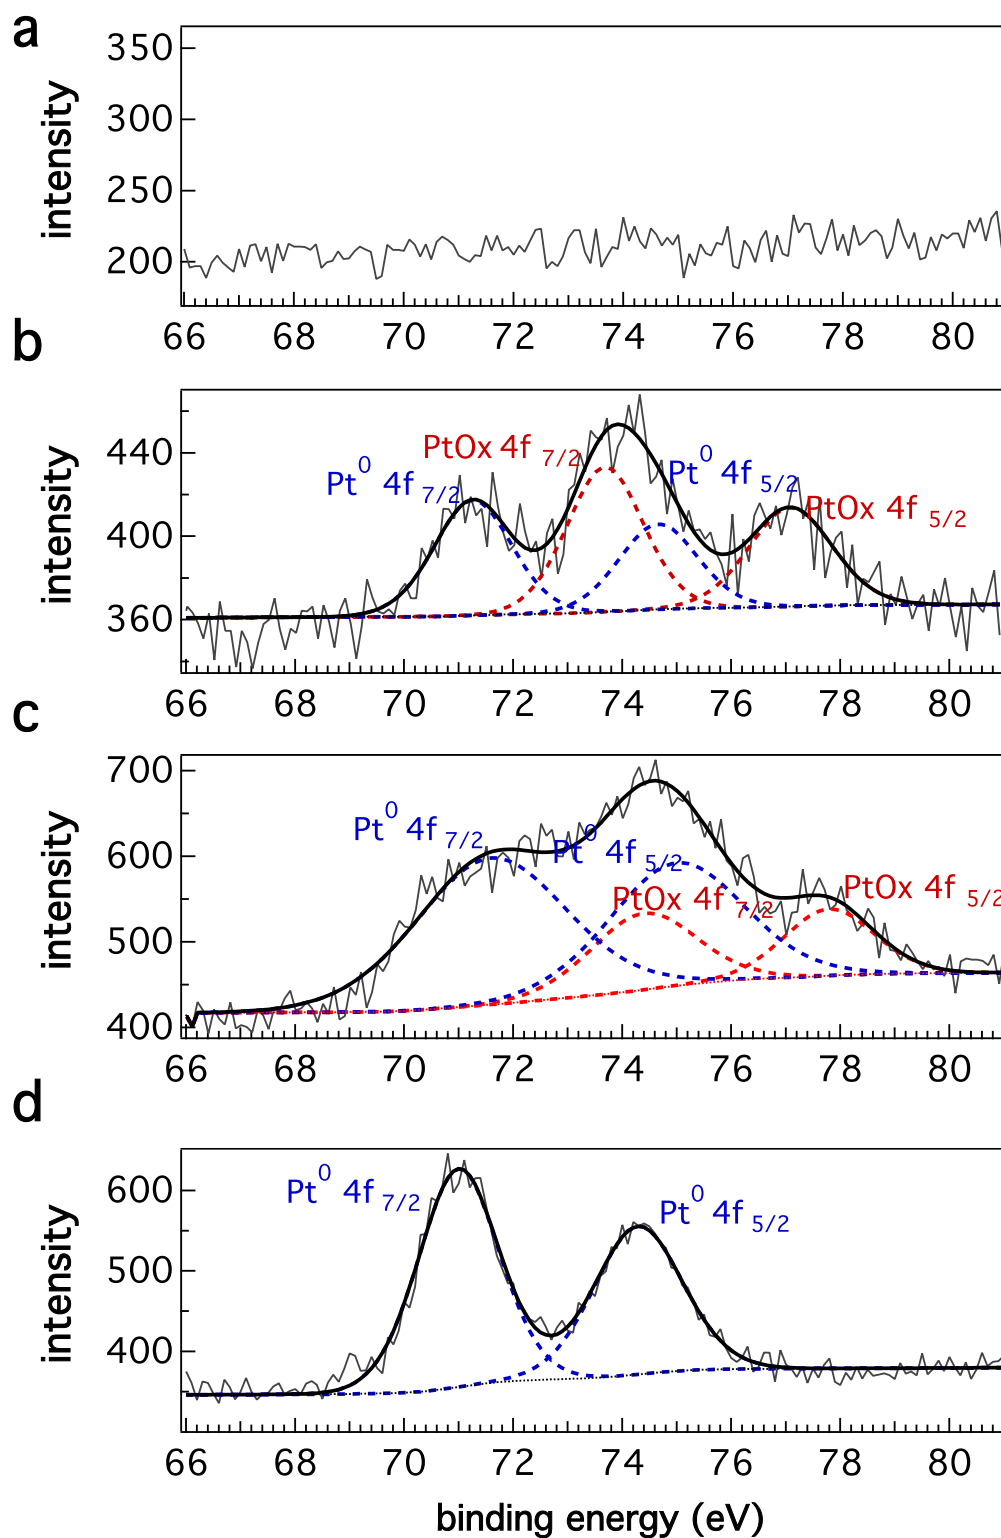 a
intensity
350
300
250
200
66 68 70 72 74 76 78 80
b
intensity
440
400
360
Pt0 4f 7/2
PtOx 4f 7/2
Pt0 4f 5/2
PtOx 4f 5/2
66 68 70 72 74 76 78 80
c
intensity
700
600
500
400
Pt0 4f 7/2
Pt0 4f 5/2
PtOx 4f 7/2
PtOx 4f 5/2
66 68 70 72 74 76 78 80
d
intensity
600
500
400
Pt0 4f 7/2
Pt0 4f 5/2
66 68 70 72 74 76 78 80
binding energy (eV)